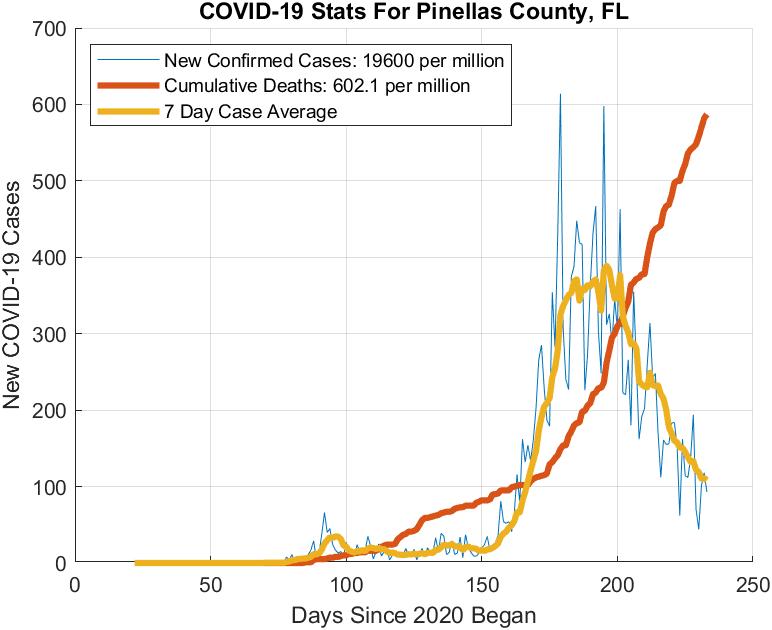 COVID-19 Stats For Pinellas County, FL
New Confirmed Cases: 19600 per million
Cumulative Deaths: 602.1 per million
7 Day Case Average
New COVID-19 Cases
700
600
500
400
300
200
100
0
0 50 100 150 200 250
Days Since 2020 Began